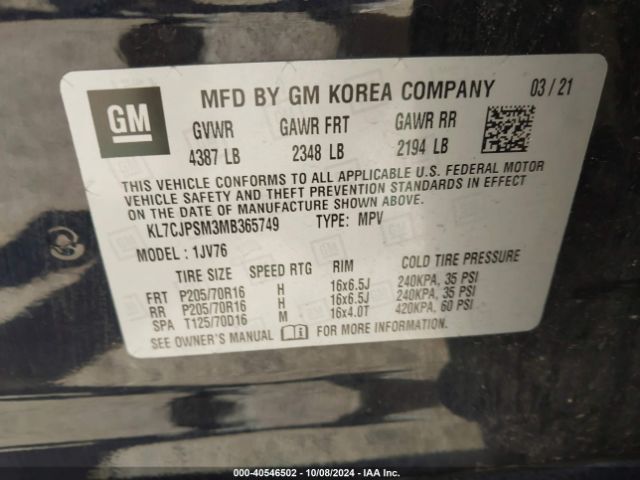 GM
MFD BY GM KOREA COMPANY 03 / 21
GVWR GAWR FRT GAWR RR
4387 LB 2348 LB 2194 LB
THIS VEHICLE CONFORMS TO ALL APPLICABLE U.S. FEDERAL MOTOR
VEHICLE SAFETY AND THEFT PREVENTION STANDARDS IN EFFECT
ON THE DATE OF MANUFACTURE SHOWN ABOVE.
KL7CJPSM3MB365749 TYPE: MPV
MODEL : 1JV76
TIRE SIZE SPEED RTG RIM COLD TIRE PRESSURE
FRT P205/70R16 H 16x6.5J 240KPA, 35 PSI
RR P205/70R16 H 16x6.5J 240KPA, 35 PSI
SPA T125/70D16 M 16x4.0T 420KPA, 60 PSI
SEE OWNER'S MANUAL FOR MORE INFORMATION
000-40546502 | 10/08/2024 | IAA Inc.